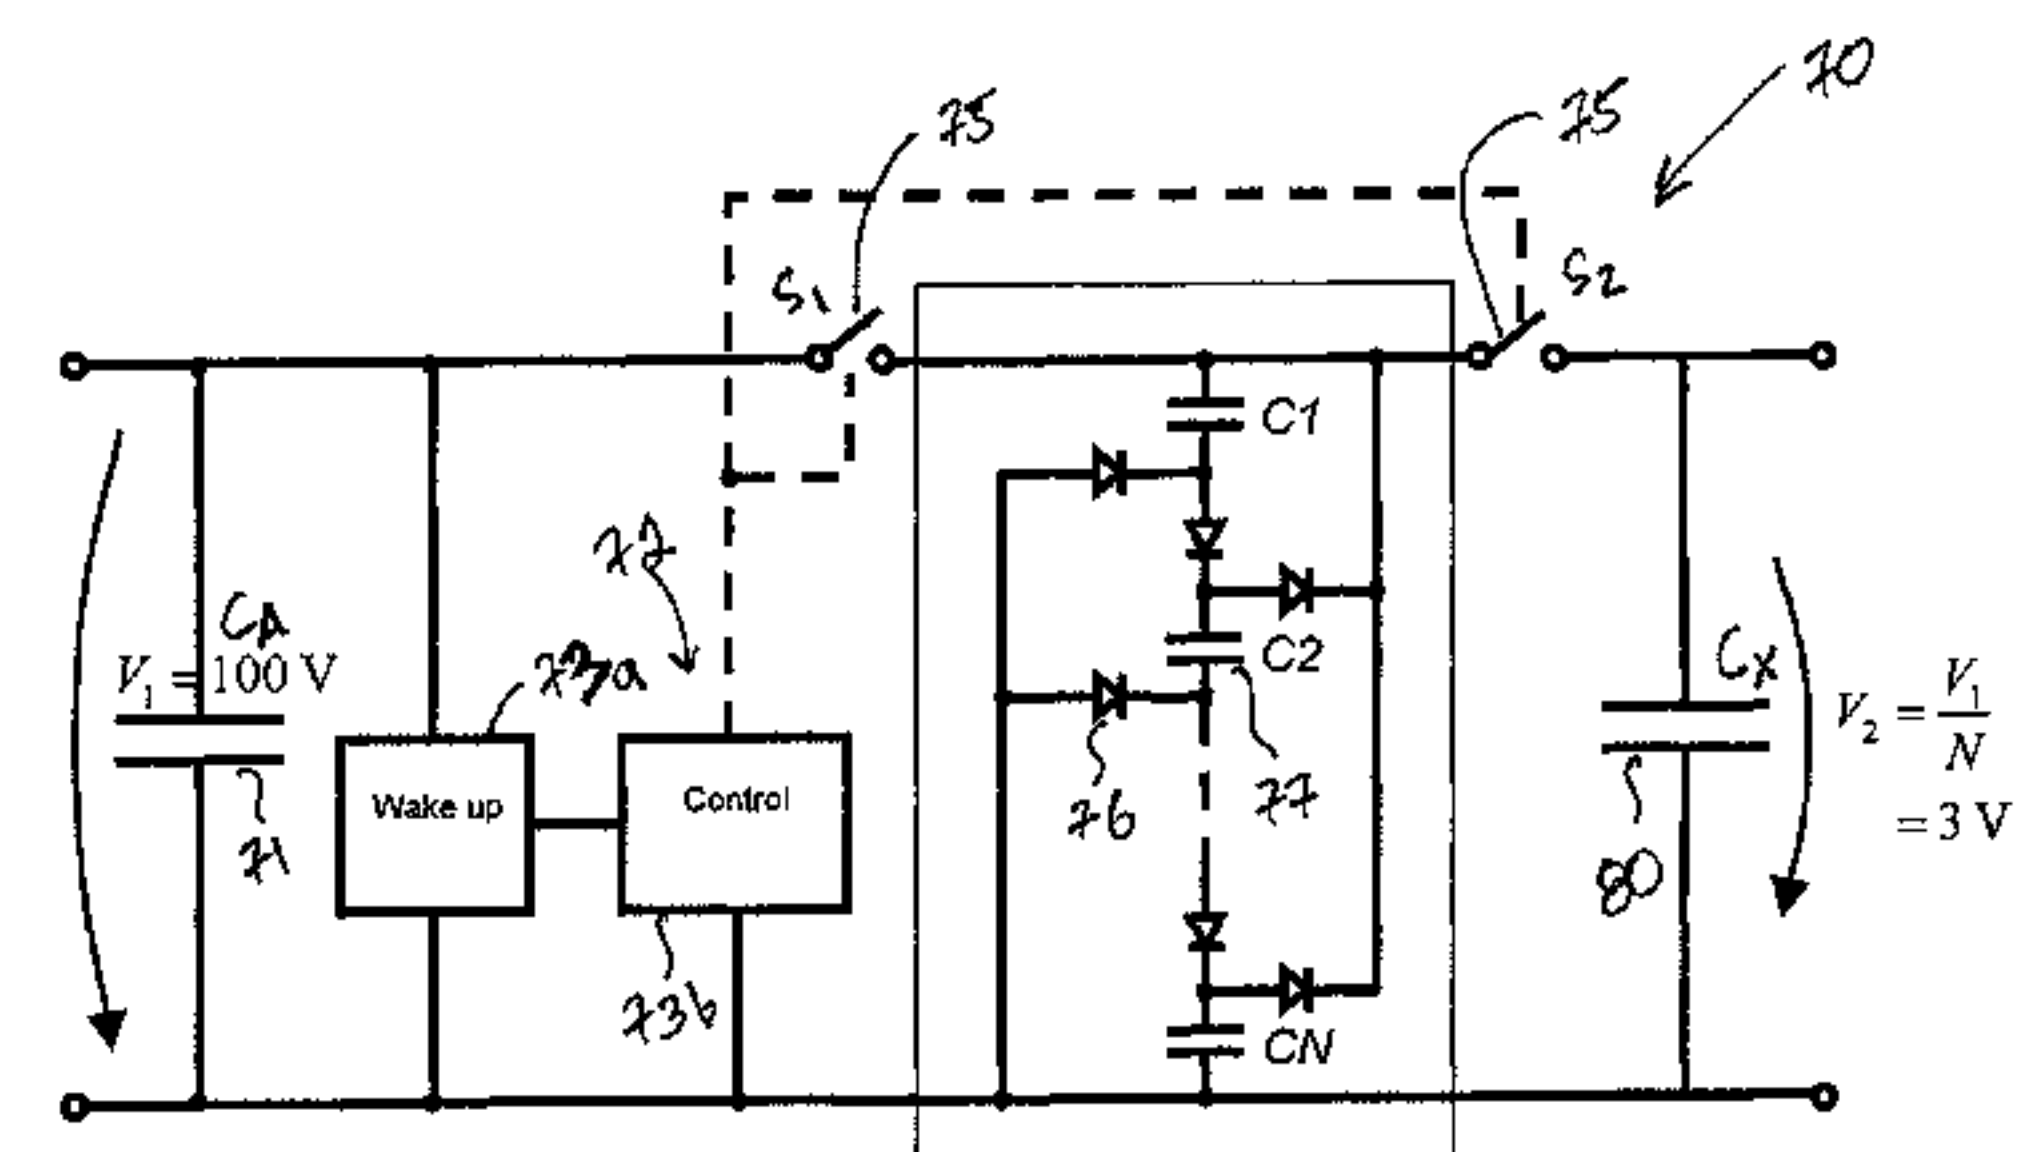 70
75
75
S1
S2
C1
72
CA
V1 = 100 V
73a
C2
CX
V2 = V1/N
= 3 V
Wake up
Control
71
76
77
80
73b
CN